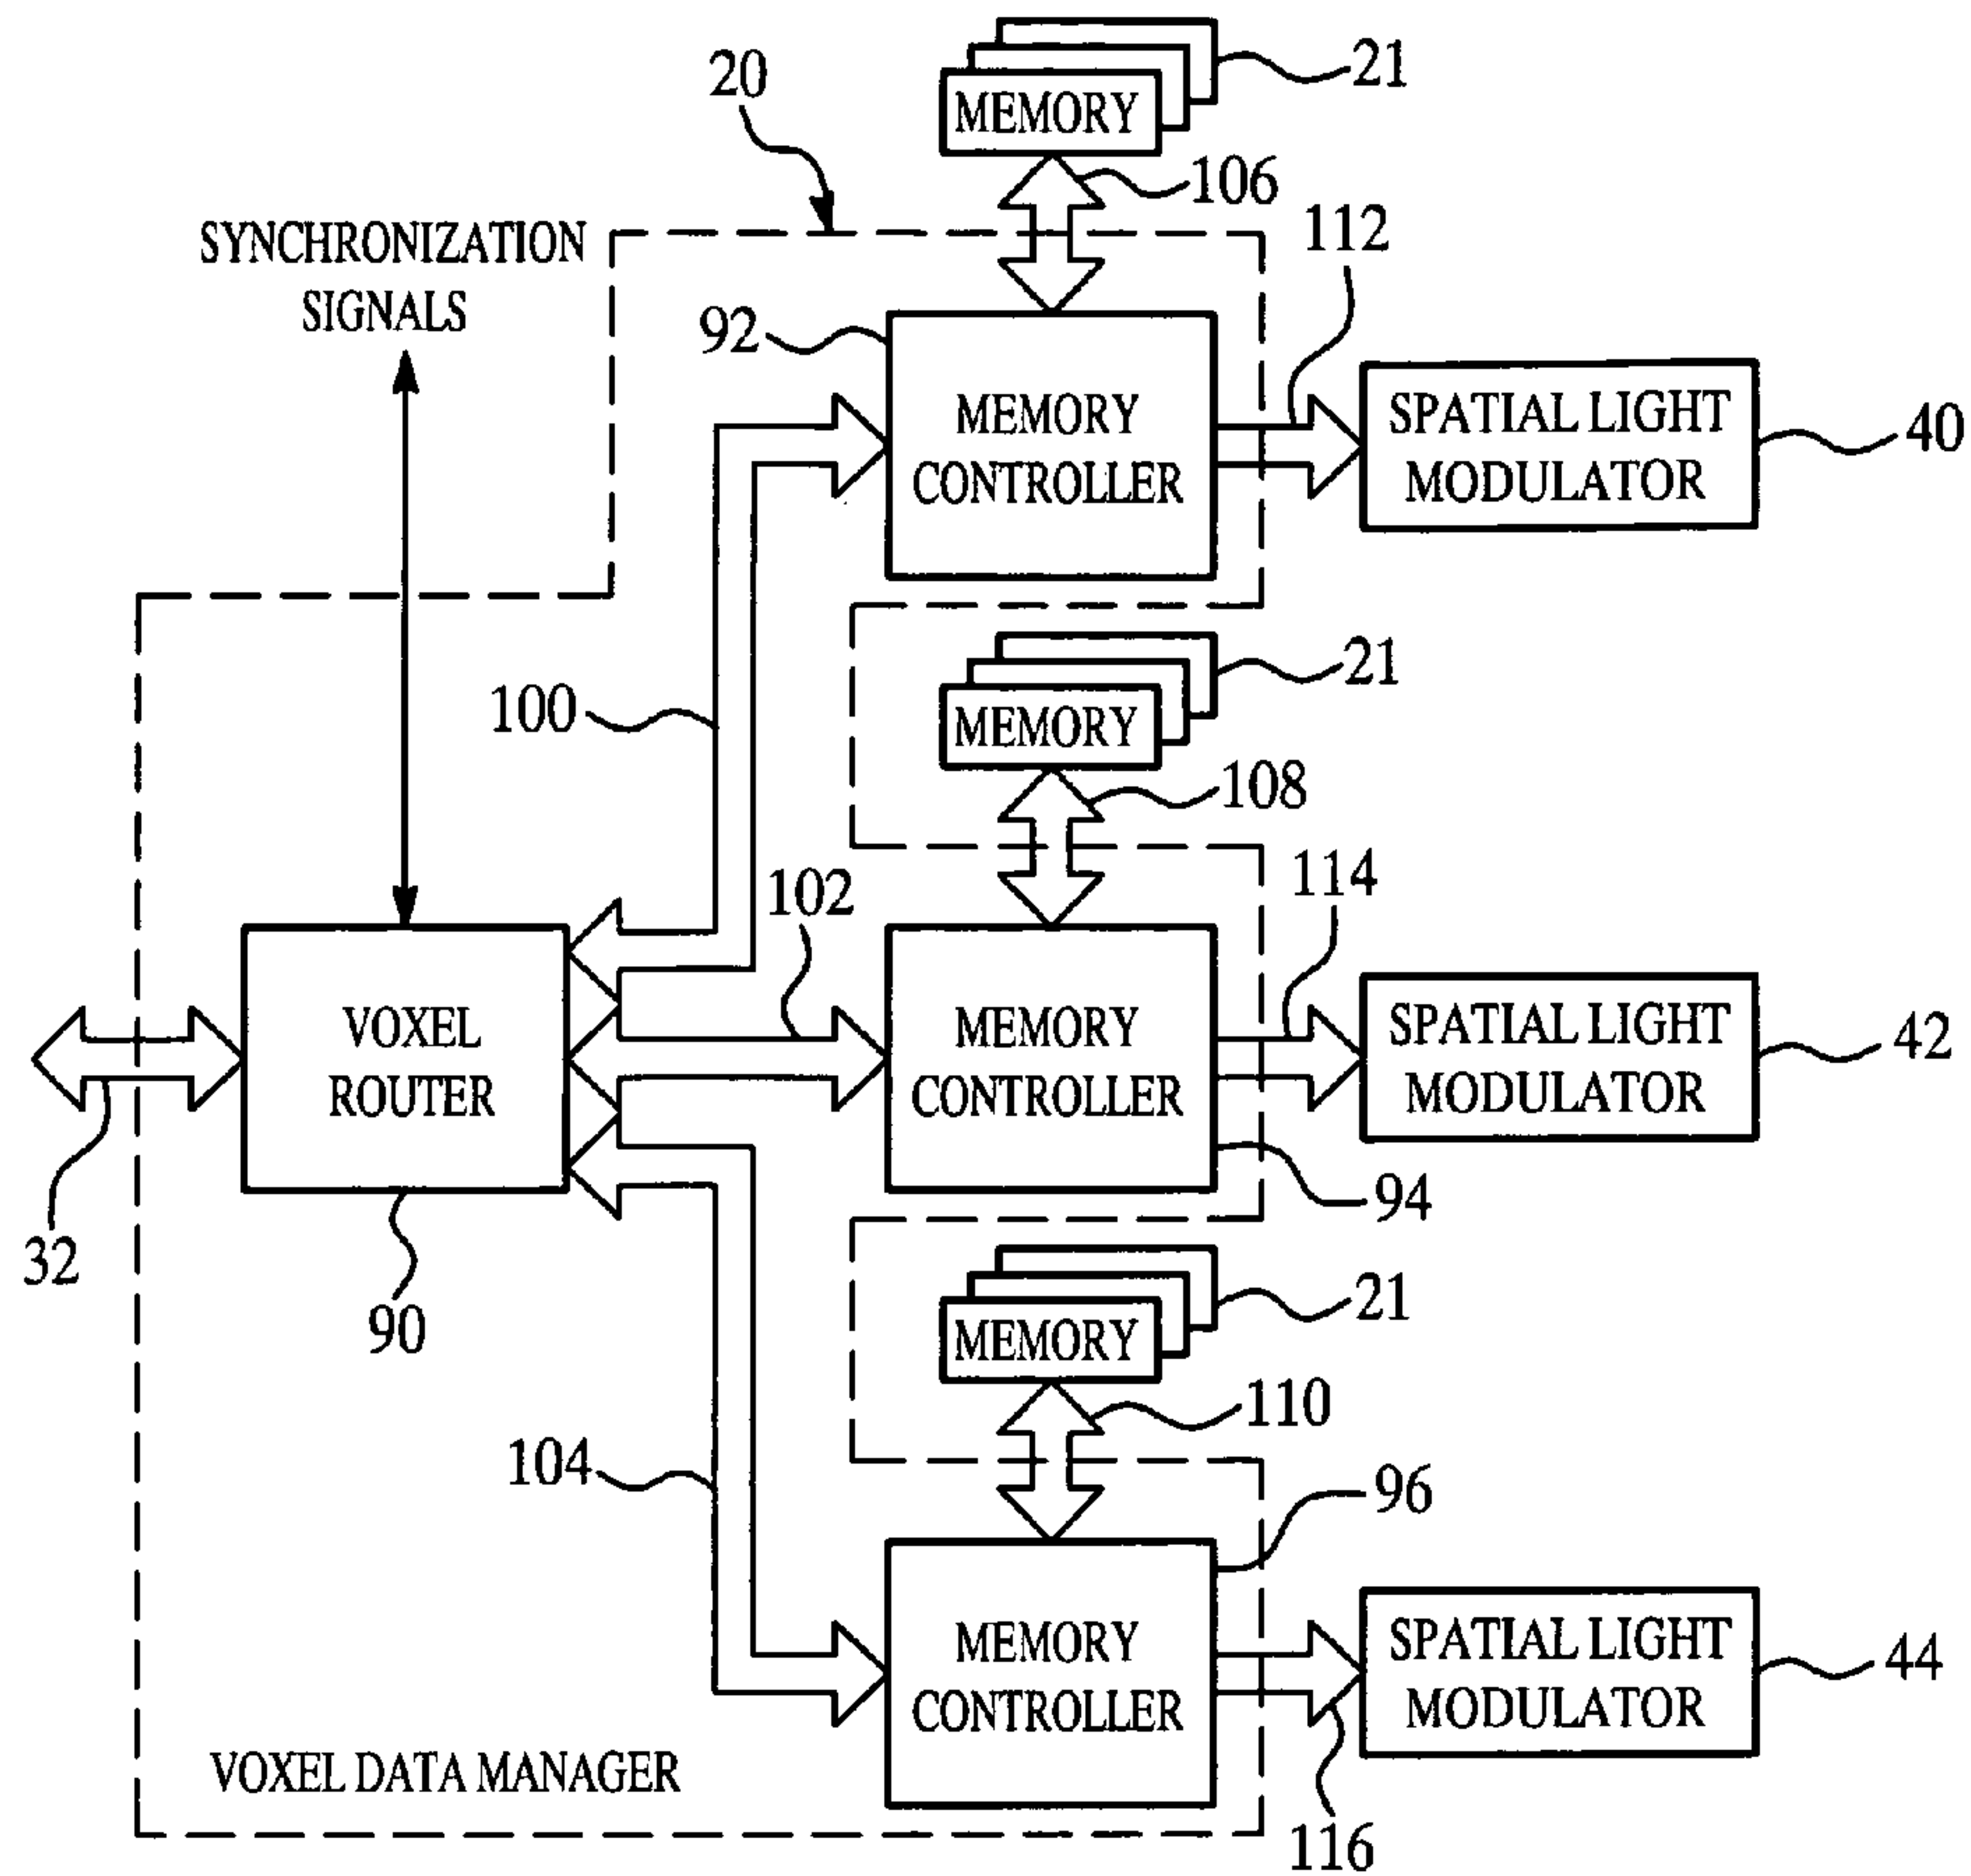 21
20
MEMORY
106
SYNCHRONIZATION
SIGNALS
112
92
MEMORY
CONTROLLER
SPATIAL LIGHT
MODULATOR
40
21
100
MEMORY
108
102
114
VOXEL
ROUTER
MEMORY
CONTROLLER
SPATIAL LIGHT
MODULATOR
42
94
32
90
21
MEMORY
110
104
96
MEMORY
CONTROLLER
SPATIAL LIGHT
MODULATOR
44
VOXEL DATA MANAGER
116